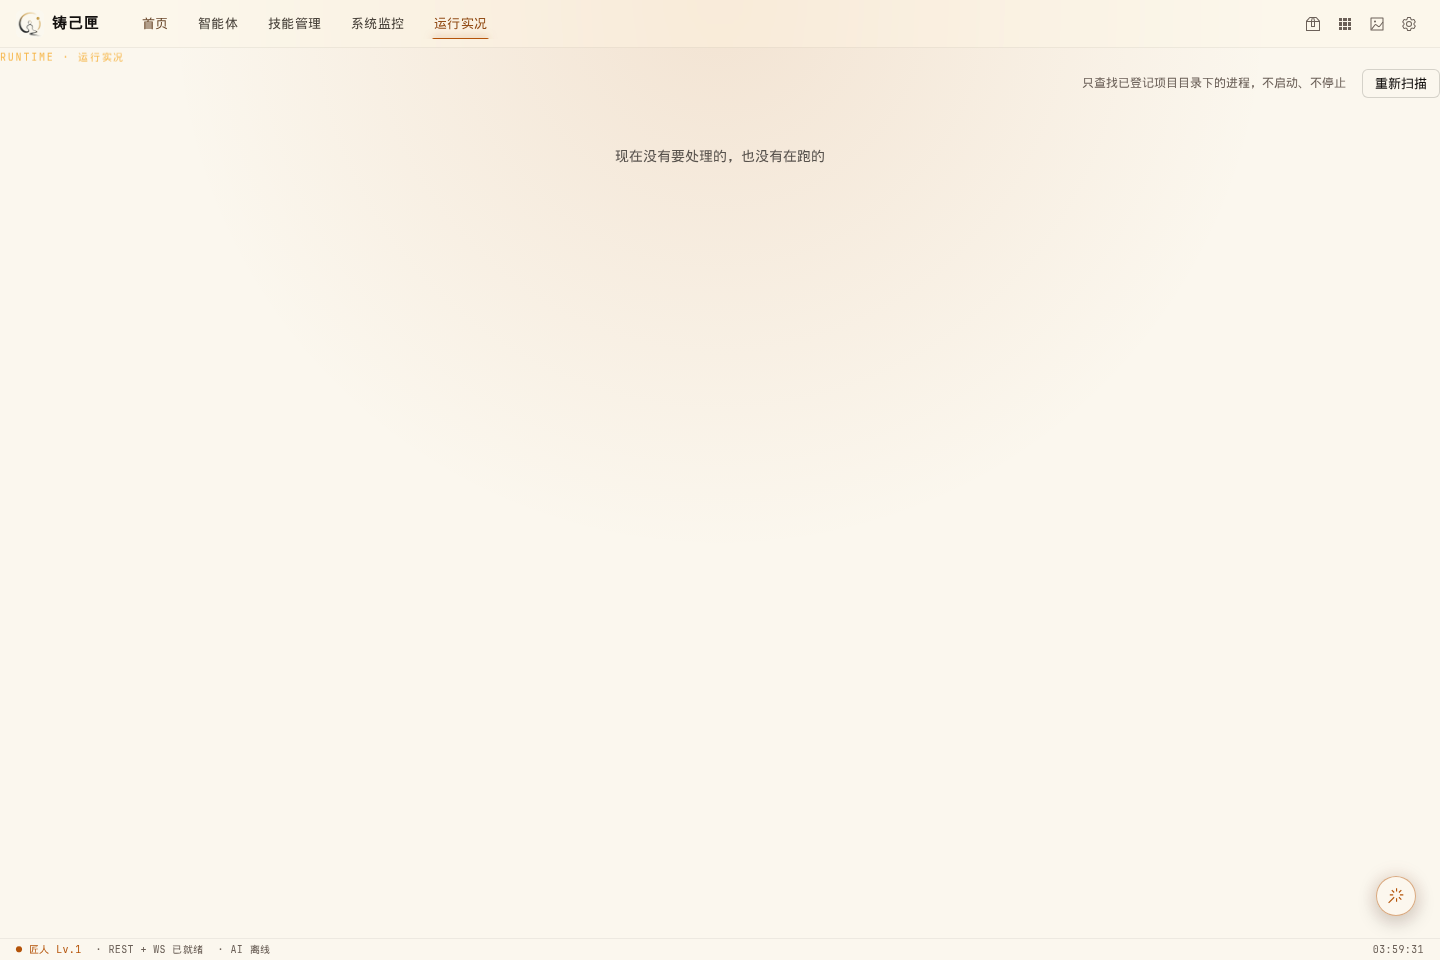 铸己匣 首页 智能体 技能管理 系统监控 运行实况
RUNTIME · 运行实况
只查找已登记项目目录下的进程，不启动、不停止 重新扫描
现在没有要处理的，也没有在跑的
匠人 Lv.1 · REST + WS 已就绪 · AI 离线 03:59:31